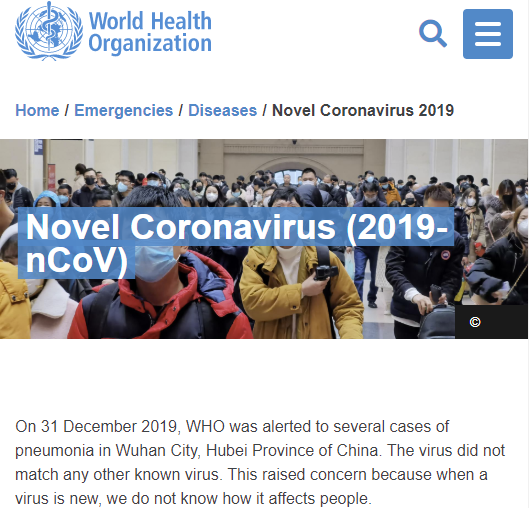 World Health
Organization
Home / Emergencies / Diseases / Novel Coronavirus 2019
Novel Coronavirus (2019-
nCoV)
©
On 31 December 2019, WHO was alerted to several cases of
pneumonia in Wuhan City, Hubei Province of China. The virus did not
match any other known virus. This raised concern because when a
virus is new, we do not know how it affects people.